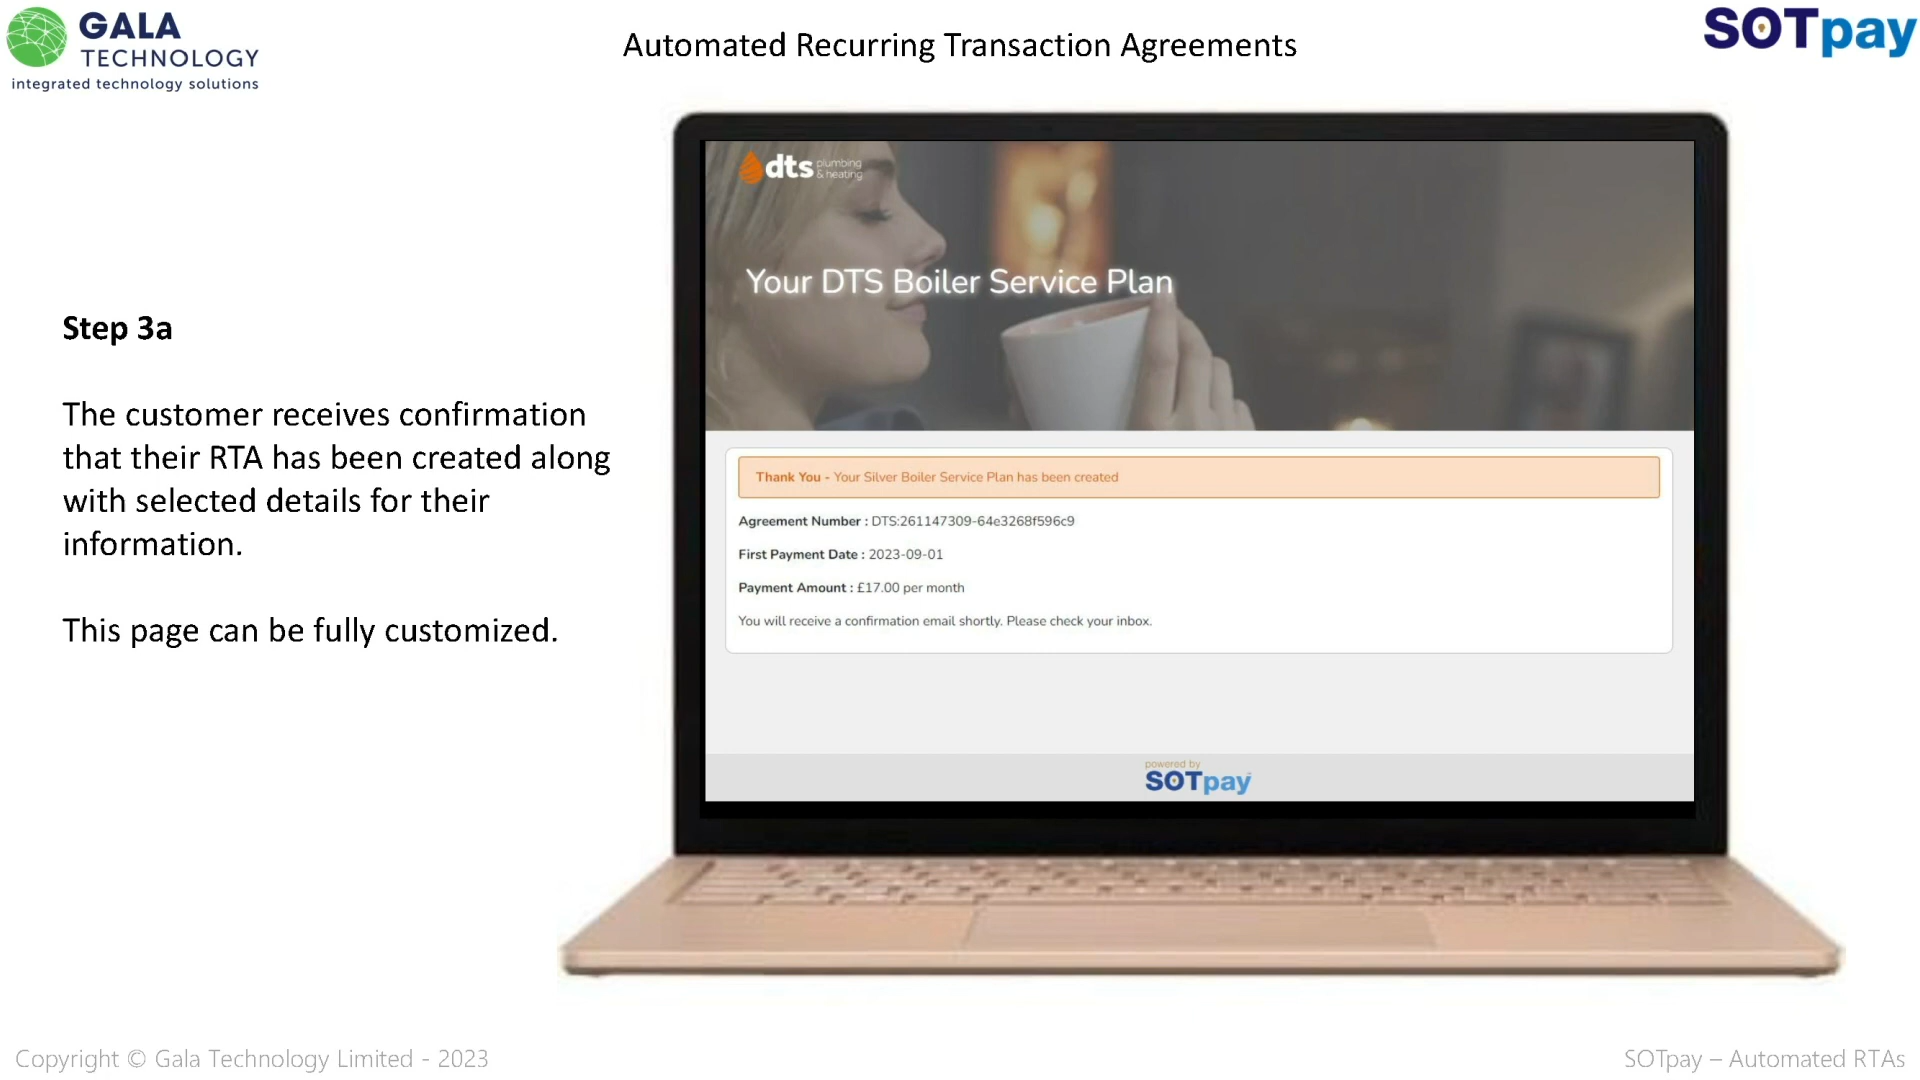 GALA
TECHNOLOGY
integrated technology solutions
Automated Recurring Transaction Agreements
SOTpay
Step 3a
The customer receives confirmation
that their RTA has been created along
with selected details for their
information.
This page can be fully customized.
dts plumbing
& heating
Your DTS Boiler Service Plan
Thank You - Your Silver Boiler Service Plan has been created
Agreement Number : DTS:261147309-64e3268f596c9
First Payment Date : 2023-09-01
Payment Amount : £17.00 per month
You will receive a confirmation email shortly. Please check your inbox.
powered by
SOTpay
Copyright © Gala Technology Limited - 2023
SOTpay – Automated RTAs